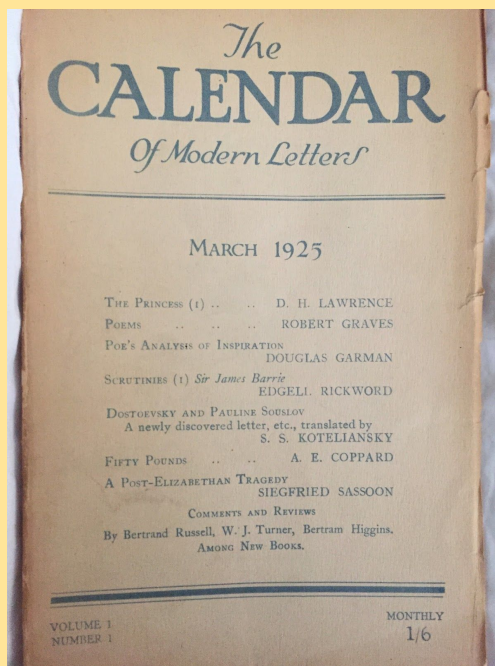 The
CALENDAR
Of Modern Letters
MARCH 1925
THE PRINCESS (1) .. .. D. H. LAWRENCE
POEMS .. .. .. ROBERT GRAVES
POE'S ANALYSIS OF INSPIRATION
DOUGLAS GARMAN
SCRUTINIES (1) Sir James Barrie
EDGELL RICKWORD
DOSTOEVSKY AND PAULINE SOUSLOV
A newly discovered letter, etc., translated by
S. S. KOTELIANSKY
FIFTY POUNDS .. .. A. E. COPPARD
A POST-ELIZABETHAN TRAGEDY
SIEGFRIED SASSOON
COMMENTS AND REVIEWS
By Bertrand Russell, W. J. Turner, Bertram Higgins.
AMONG NEW BOOKS.
VOLUME 1
NUMBER 1
MONTHLY
1/6